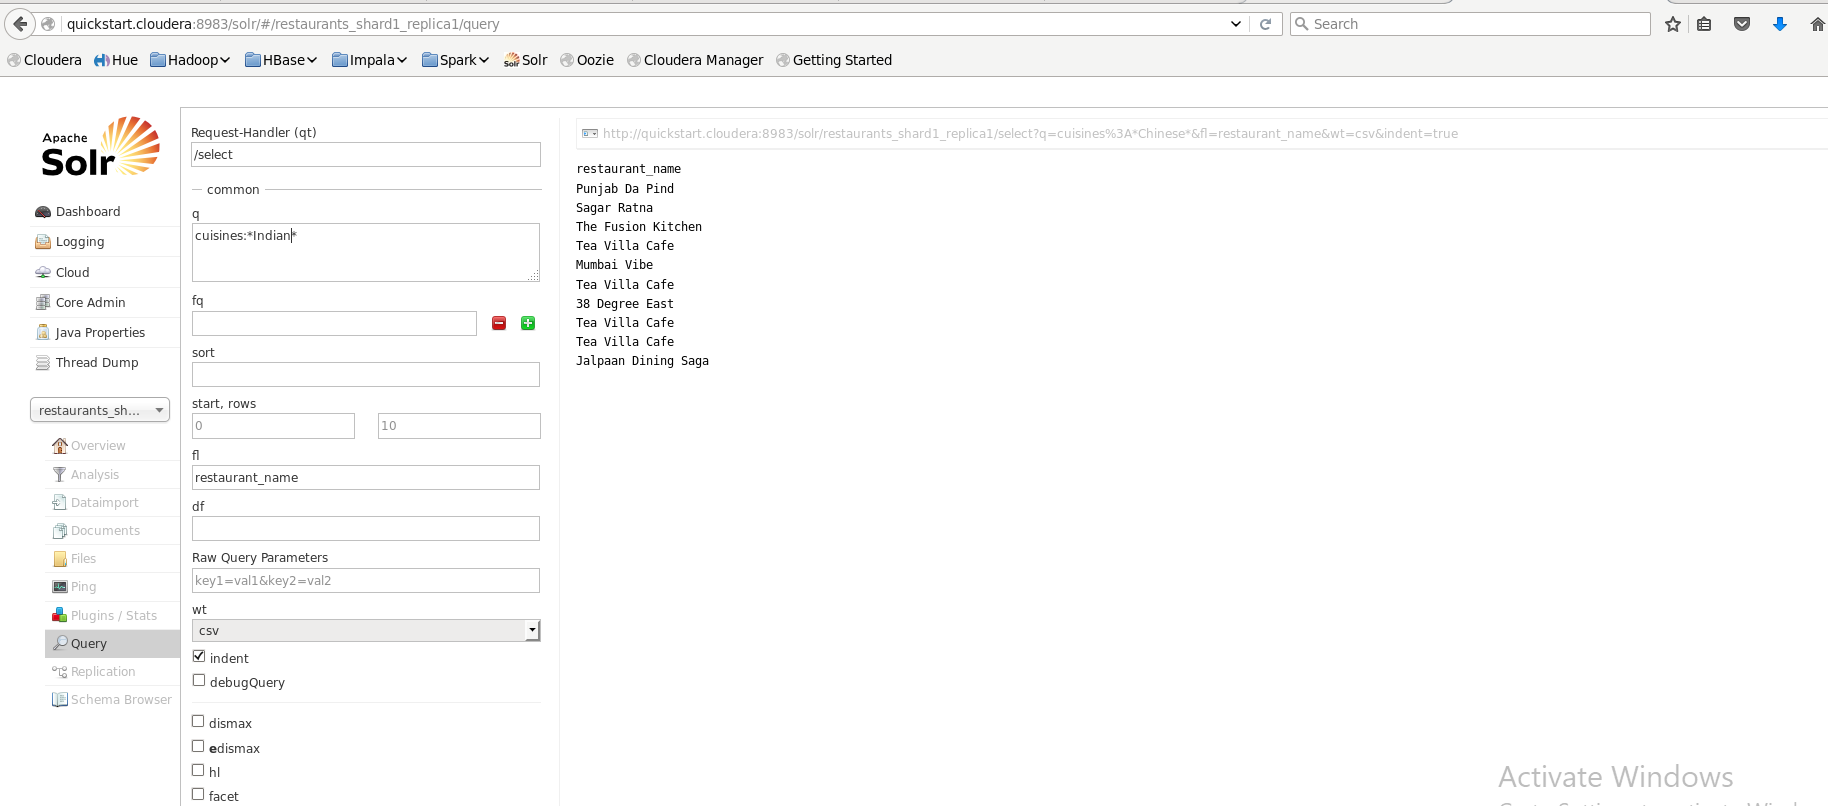 quickstart.cloudera:8983/solr/#/restaurants_shard1_replica1/query
Search
Cloudera Hue Hadoop HBase Impala Spark Solr Oozie Cloudera Manager Getting Started
Apache
Solr
Dashboard
Logging
Cloud
Core Admin
Java Properties
Thread Dump
restaurants_sh...
Overview
Analysis
Dataimport
Documents
Files
Ping
Plugins / Stats
Query
Replication
Schema Browser
Request-Handler (qt)
/select
common
q
cuisines:*Indian*
fq
sort
start, rows
0 10
fl
restaurant_name
df
Raw Query Parameters
key1=val1&key2=val2
wt
csv
indent
debugQuery
dismax
edismax
hl
facet
http://quickstart.cloudera:8983/solr/restaurants_shard1_replica1/select?q=cuisines%3A*Chinese*&fl=restaurant_name&wt=csv&indent=true
restaurant_name
Punjab Da Pind
Sagar Ratna
The Fusion Kitchen
Tea Villa Cafe
Mumbai Vibe
Tea Villa Cafe
38 Degree East
Tea Villa Cafe
Tea Villa Cafe
Jalpaan Dining Saga
Activate Windows